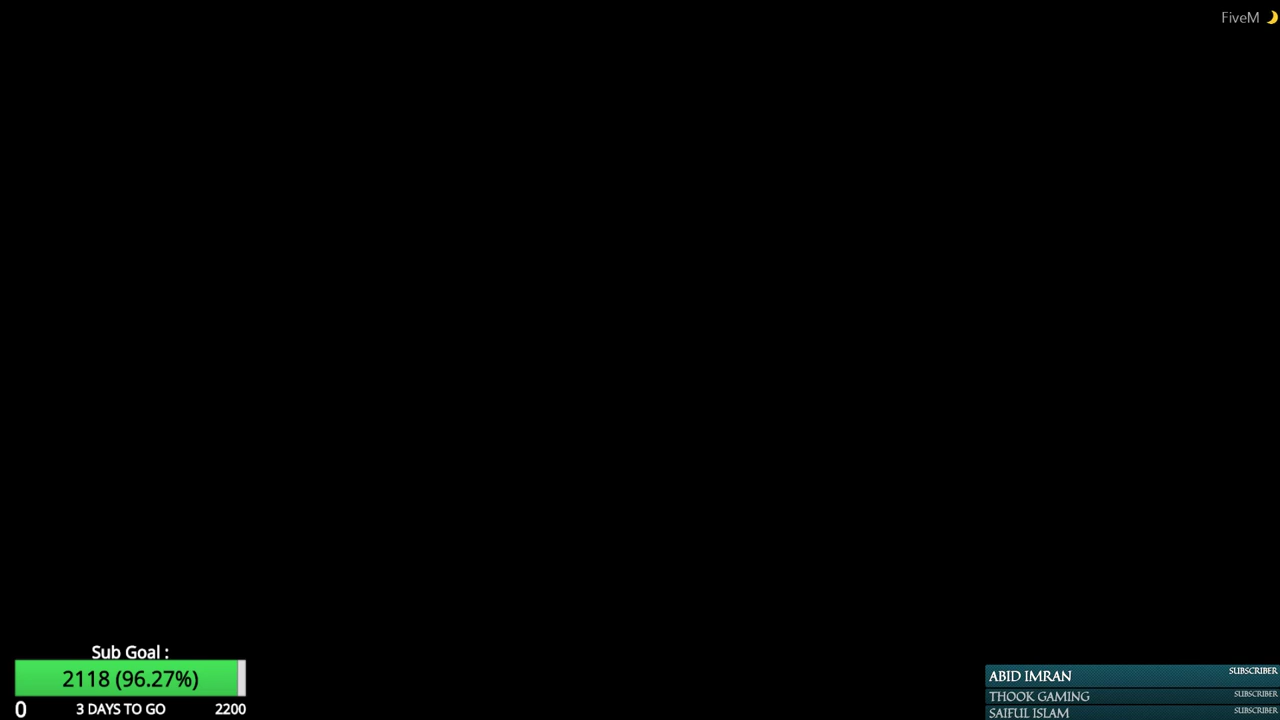 FiveM
Sub Goal :
2118 (96.27%)
0 3 DAYS TO GO 2200
ABID IMRAN SUBSCRIBER
THOOK GAMING SUBSCRIBER
SAIFUL ISLAM SUBSCRIBER